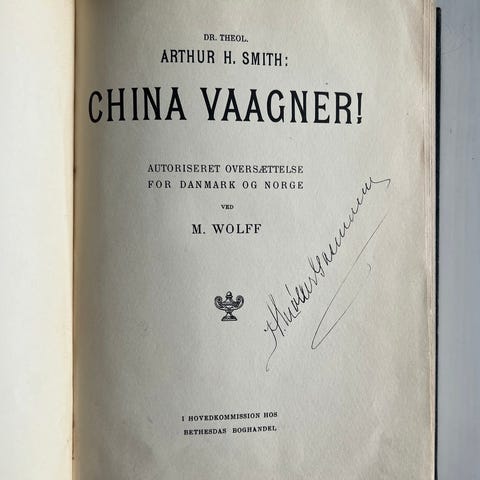 DR. THEOL.
ARTHUR H. SMITH:
CHINA VAAGNER!
AUTORISERET OVERSÆTTELSE
FOR DANMARK OG NORGE
VED
M. WOLFF
I HOVEDKOMMISSION HOS
BETHESDAS BOGHANDEL